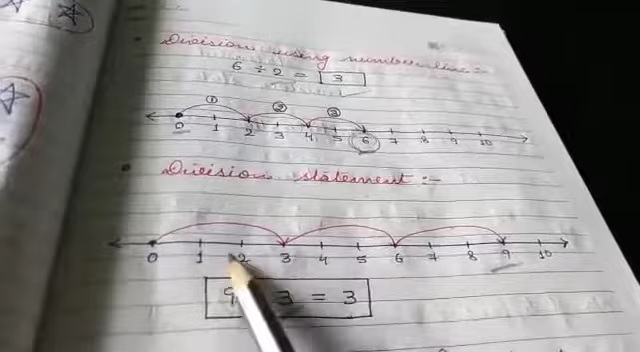 Division using number line :-
6 ÷ 2 = 3
① ② ③
0 1 2 3 4 5 6 7 8 9 10
Division statement :-
0 1 2 3 4 5 6 7 8 9 10
9 3 = 3